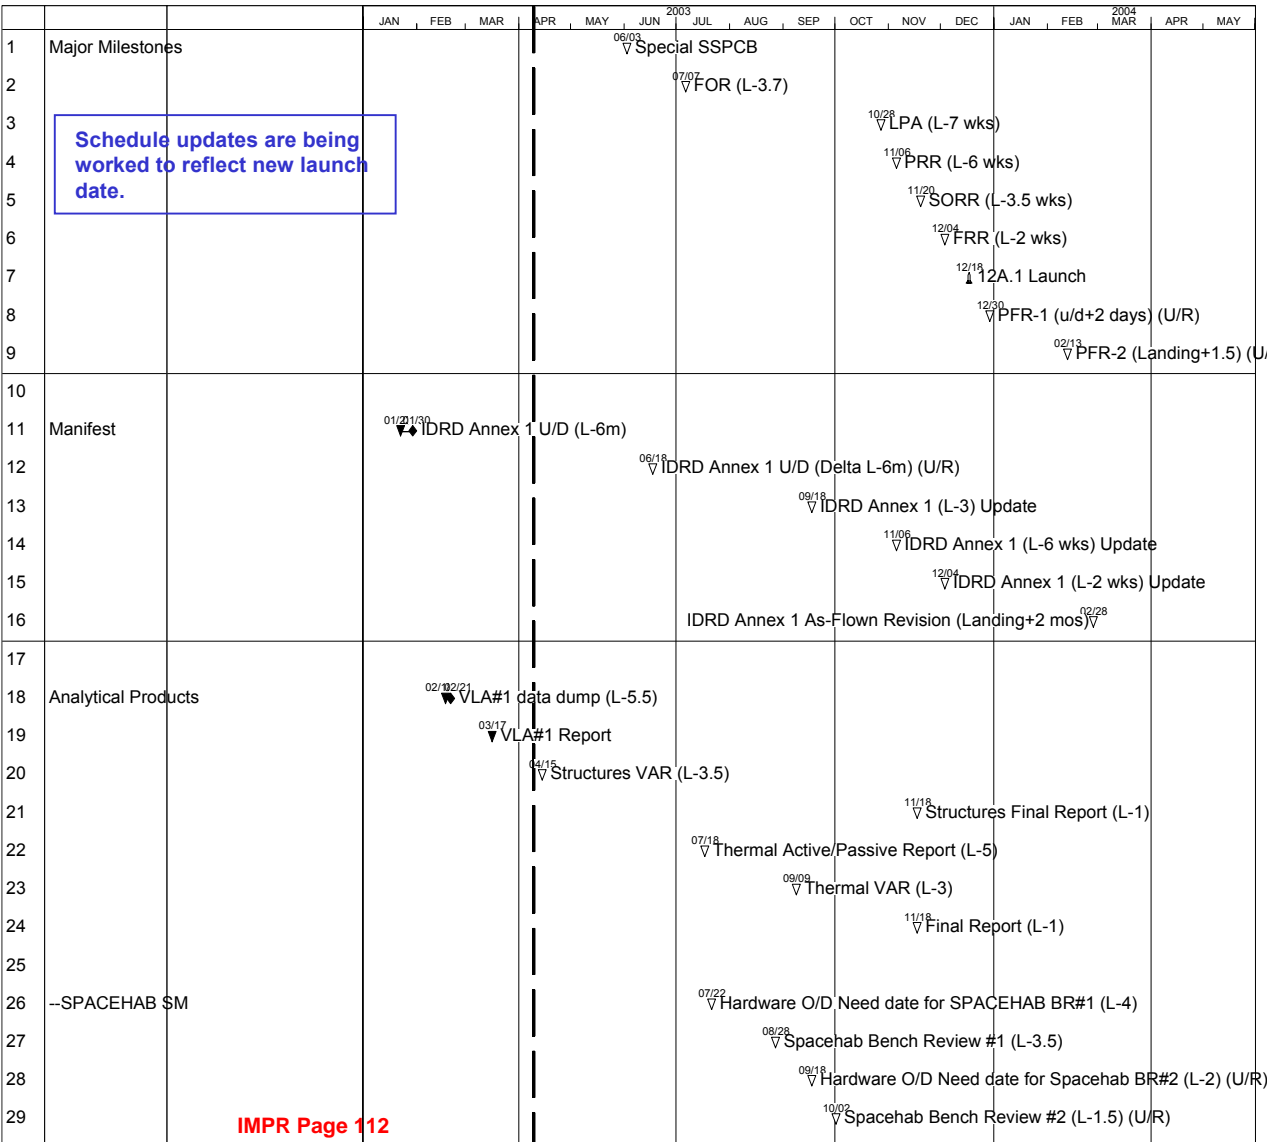 2003 2004
JAN FEB MAR APR MAY JUN JUL AUG SEP OCT NOV DEC JAN FEB MAR APR MAY
1 Major Milestones 06/03 Special SSPCB
2 07/07 FOR (L-3.7)
3 10/28 LPA (L-7 wks)
Schedule updates are being
worked to reflect new launch
date.
4 11/06 PRR (L-6 wks)
5 11/20 SORR (L-3.5 wks)
6 12/04 FRR (L-2 wks)
7 12/18 12A.1 Launch
8 12/30 PFR-1 (u/d+2 days) (U/R)
9 02/13 PFR-2 (Landing+1.5) (U/
10
11 Manifest 01/2 01/30 IDRD Annex 1 U/D (L-6m)
12 06/18 IDRD Annex 1 U/D (Delta L-6m) (U/R)
13 09/18 IDRD Annex 1 (L-3) Update
14 11/06 IDRD Annex 1 (L-6 wks) Update
15 12/04 IDRD Annex 1 (L-2 wks) Update
16 IDRD Annex 1 As-Flown Revision (Landing+2 mos) 02/28
17
18 Analytical Products 02/1 02/21 VLA#1 data dump (L-5.5)
19 03/17 VLA#1 Report
20 04/15 Structures VAR (L-3.5)
21 11/18 Structures Final Report (L-1)
22 07/18 Thermal Active/Passive Report (L-5)
23 09/09 Thermal VAR (L-3)
24 11/18 Final Report (L-1)
25
26 --SPACEHAB SM 07/22 Hardware O/D Need date for SPACEHAB BR#1 (L-4)
27 08/28 Spacehab Bench Review #1 (L-3.5)
28 09/18 Hardware O/D Need date for Spacehab BR#2 (L-2) (U/R)
29 10/02 Spacehab Bench Review #2 (L-1.5) (U/R)
IMPR Page 112